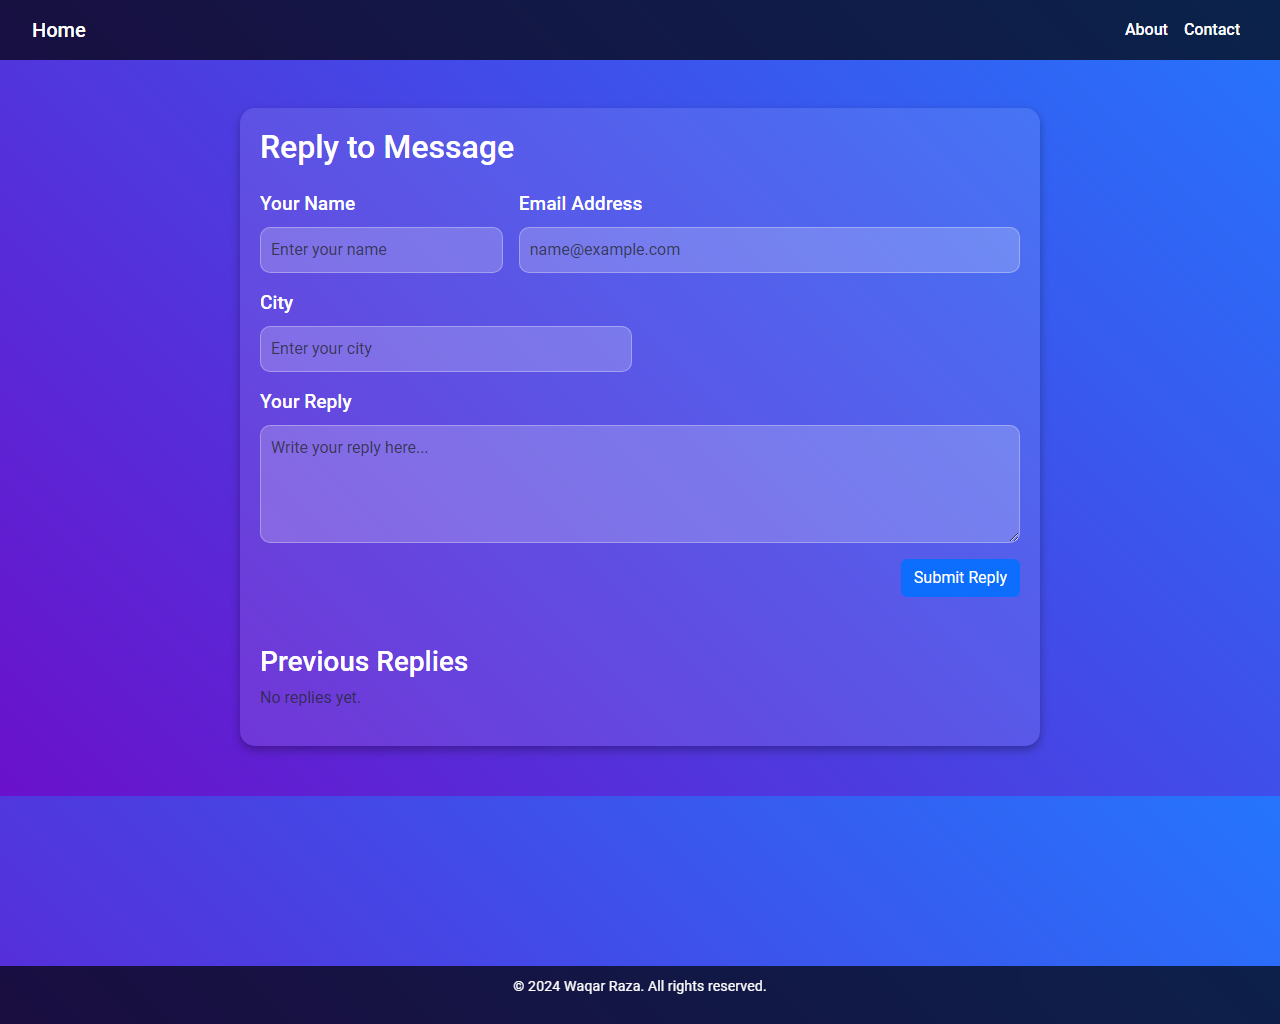 Home
About
Contact
Reply to Message
Your Name
Email Address
Enter your name
name@example.com
City
Enter your city
Your Reply
Write your reply here...
Submit Reply
Previous Replies
No replies yet.
© 2024 Waqar Raza. All rights reserved.